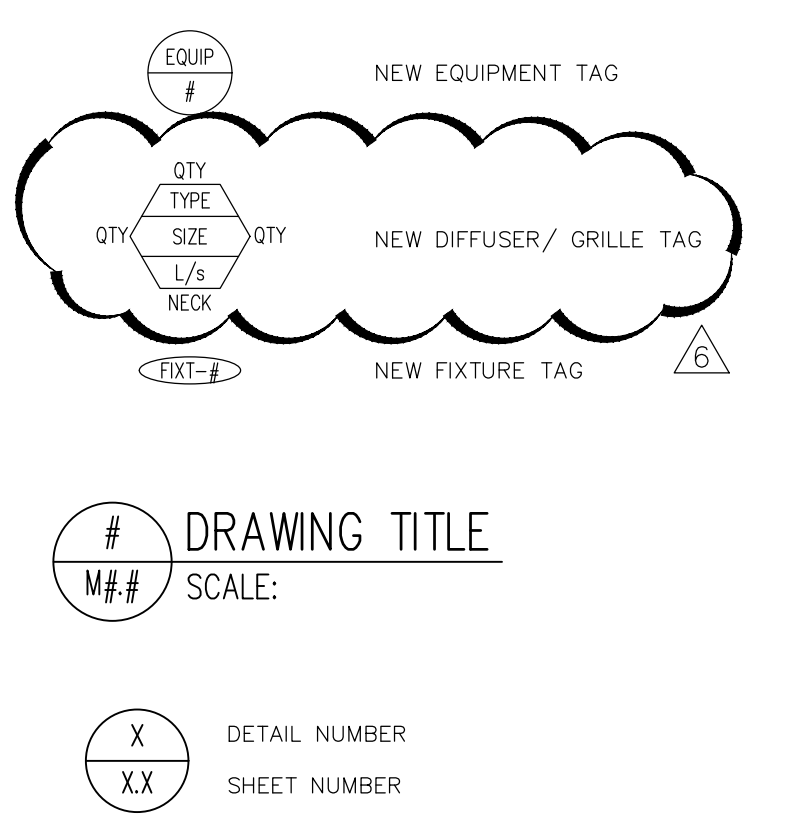 EQUIP
#
NEW EQUIPMENT TAG
QTY
TYPE
QTY
SIZE
QTY
NEW DIFFUSER/ GRILLE TAG
L/s
NECK
6
FIXT-#
NEW FIXTURE TAG
#
DRAWING TITLE
M#.#
SCALE:
X
DETAIL NUMBER
X.X
SHEET NUMBER